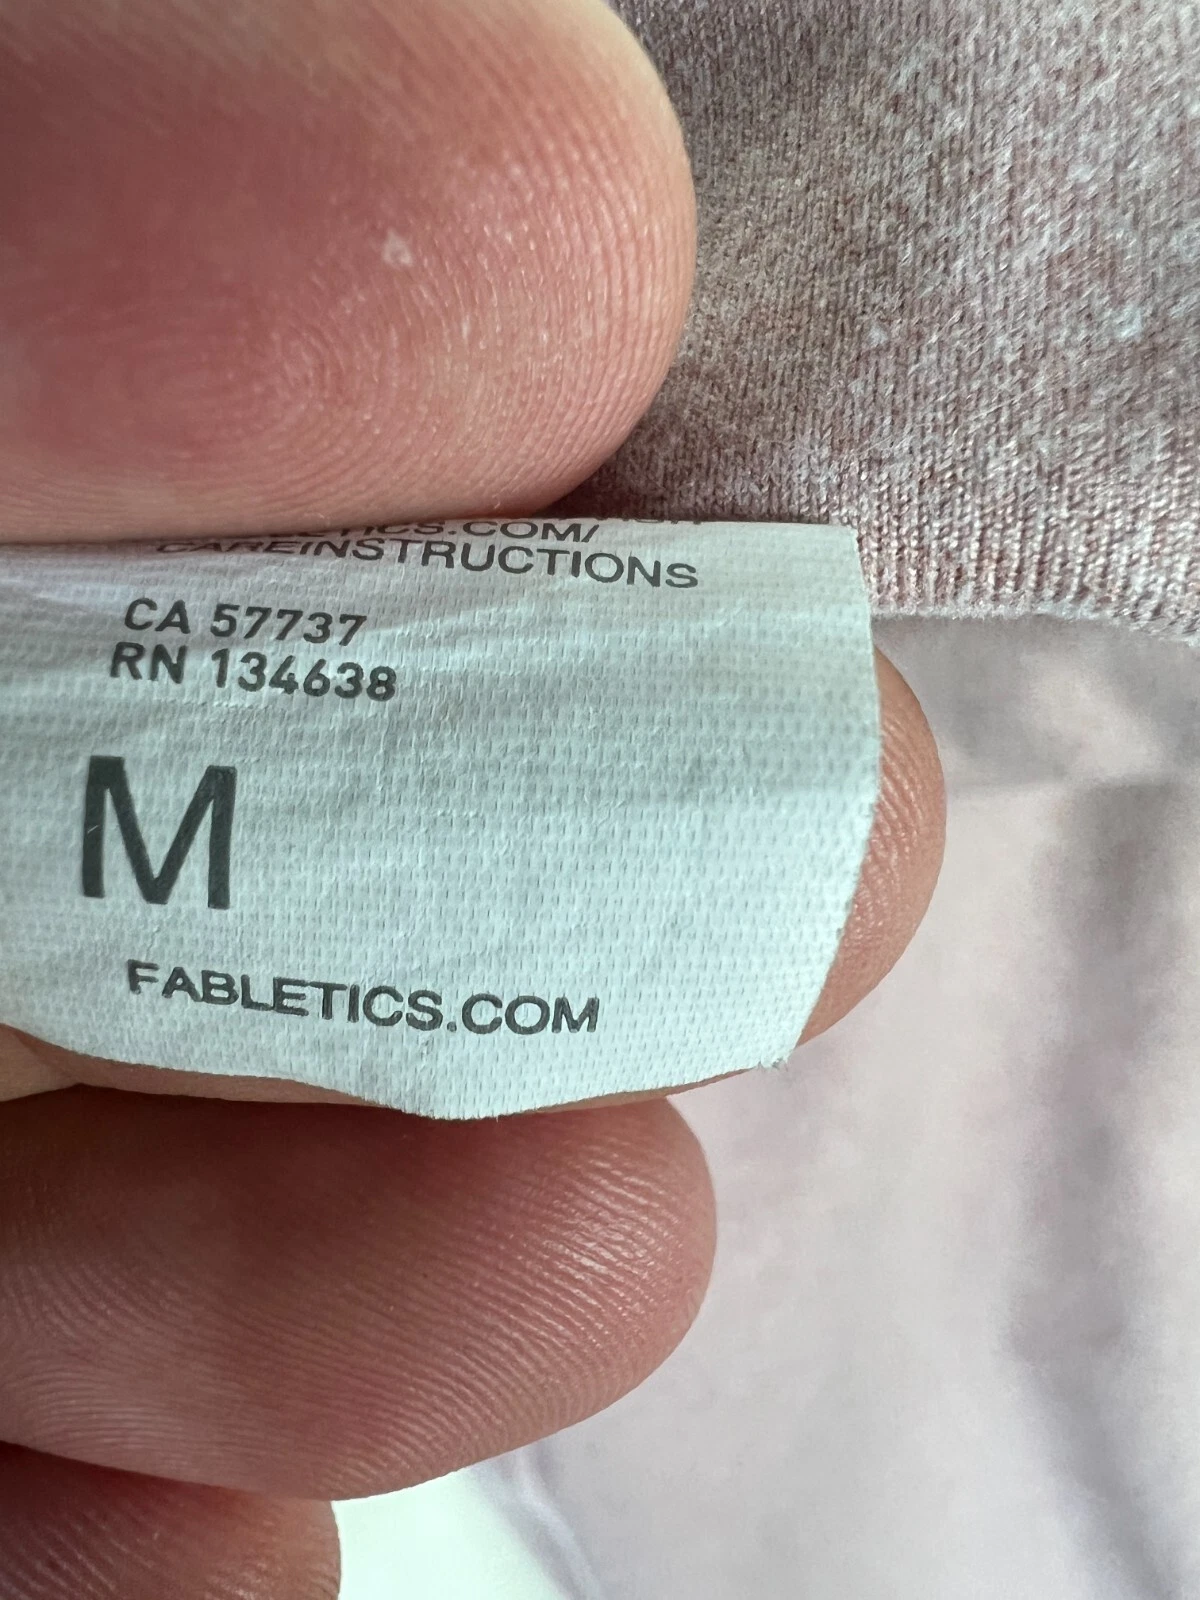 CAREINSTRUCTIONS
CA 57737
RN 134638
M
FABLETICS.COM